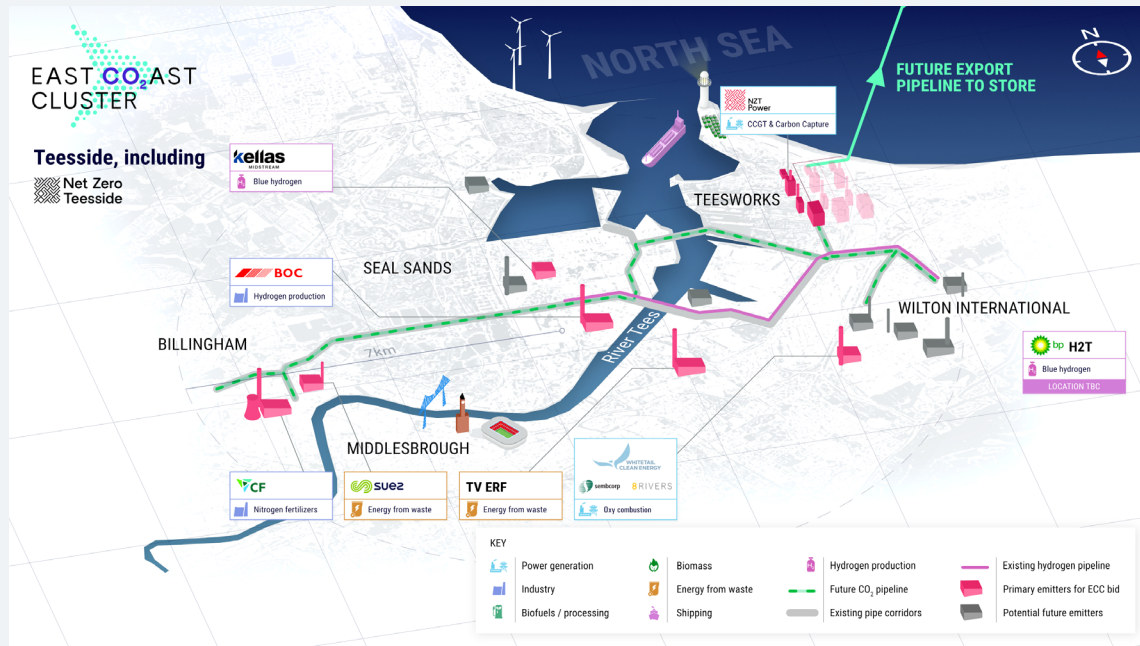 EAST CO₂AST
CLUSTER
Teesside, including
Net Zero
Teesside
NORTH SEA
N
FUTURE EXPORT
PIPELINE TO STORE
NZT
Power
CCGT & Carbon Capture
kellas
MIDSTREAM
Blue hydrogen
TEESWORKS
SEAL SANDS
BOC
Hydrogen production
WILTON INTERNATIONAL
BILLINGHAM
7km
River Tees
bp H2T
H₂
Blue hydrogen
LOCATION TBC
MIDDLESBROUGH
CF
Nitrogen fertilizers
suez
Energy from waste
TV ERF
Energy from waste
WHITETAIL
CLEAN ENERGY
sembcorp
8RIVERS
Oxy combustion
KEY
Power generation
Industry
Biofuels / processing
Biomass
Energy from waste
Shipping
Hydrogen production
Future CO₂ pipeline
Existing pipe corridors
Existing hydrogen pipeline
Primary emitters for ECC bid
Potential future emitters